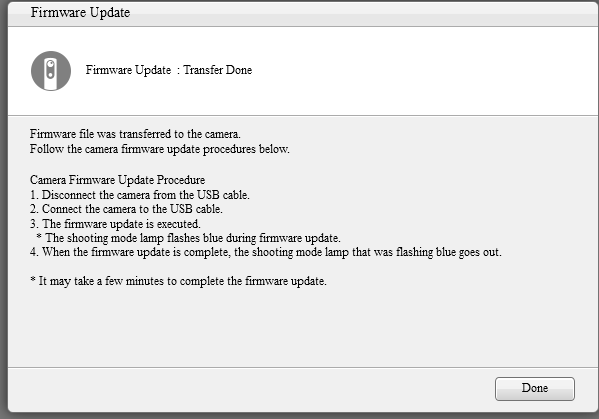 Firmware Update
Firmware Update : Transfer Done
Firmware file was transferred to the camera.
Follow the camera firmware update procedures below.
Camera Firmware Update Procedure
1. Disconnect the camera from the USB cable.
2. Connect the camera to the USB cable.
3. The firmware update is executed.
* The shooting mode lamp flashes blue during firmware update.
4. When the firmware update is complete, the shooting mode lamp that was flashing blue goes out.
* It may take a few minutes to complete the firmware update.
Done